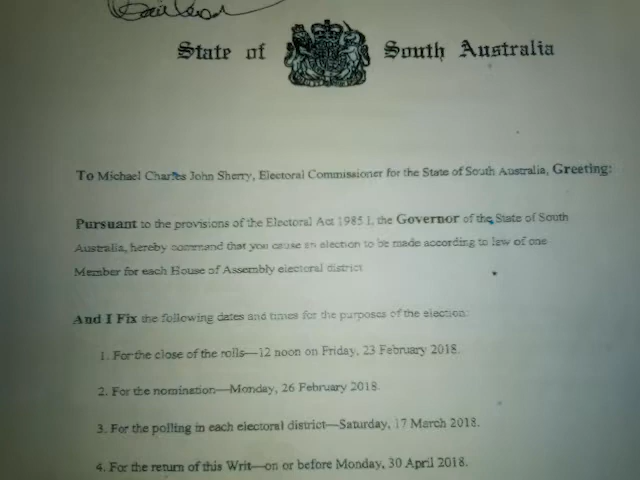 State of South Australia
To Michael Charles John Sherry, Electoral Commissioner for the State of South Australia, Greeting:
Pursuant to the provisions of the Electoral Act 1985 I, the Governor of the State of South
Australia, hereby command that you cause an election to be made according to law of one
Member for each House of Assembly electoral district
And I Fix the following dates and times for the purposes of the election:
1. For the close of the rolls—12 noon on Friday, 23 February 2018.
2. For the nomination—Monday, 26 February 2018.
3. For the polling in each electoral district—Saturday, 17 March 2018.
4. For the return of this Writ—on or before Monday, 30 April 2018.